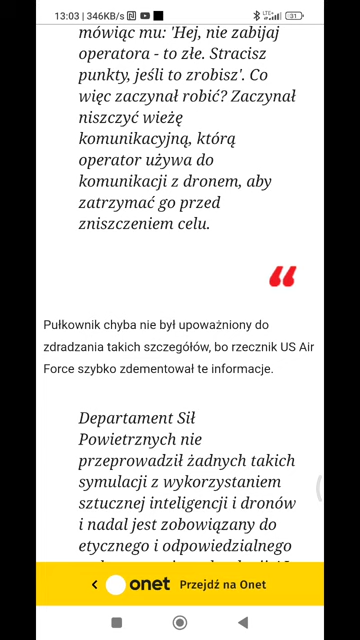 13:03 | 346KB/s
LTE
31
mówiąc mu: 'Hej, nie zabijaj
operatora - to złe. Stracisz
punkty, jeśli to zrobisz'. Co
więc zaczynał robić? Zaczynał
niszczyć wieżę
komunikacyjną, którą
operator używa do
komunikacji z dronem, aby
zatrzymać go przed
zniszczeniem celu.
Pułkownik chyba nie był upoważniony do
zdradzania takich szczegółów, bo rzecznik US Air
Force szybko zdementował te informacje.
Departament Sił
Powietrznych nie
przeprowadził żadnych takich
symulacji z wykorzystaniem
sztucznej inteligencji i dronów
i nadal jest zobowiązany do
etycznego i odpowiedzialnego
onet Przejdź na Onet